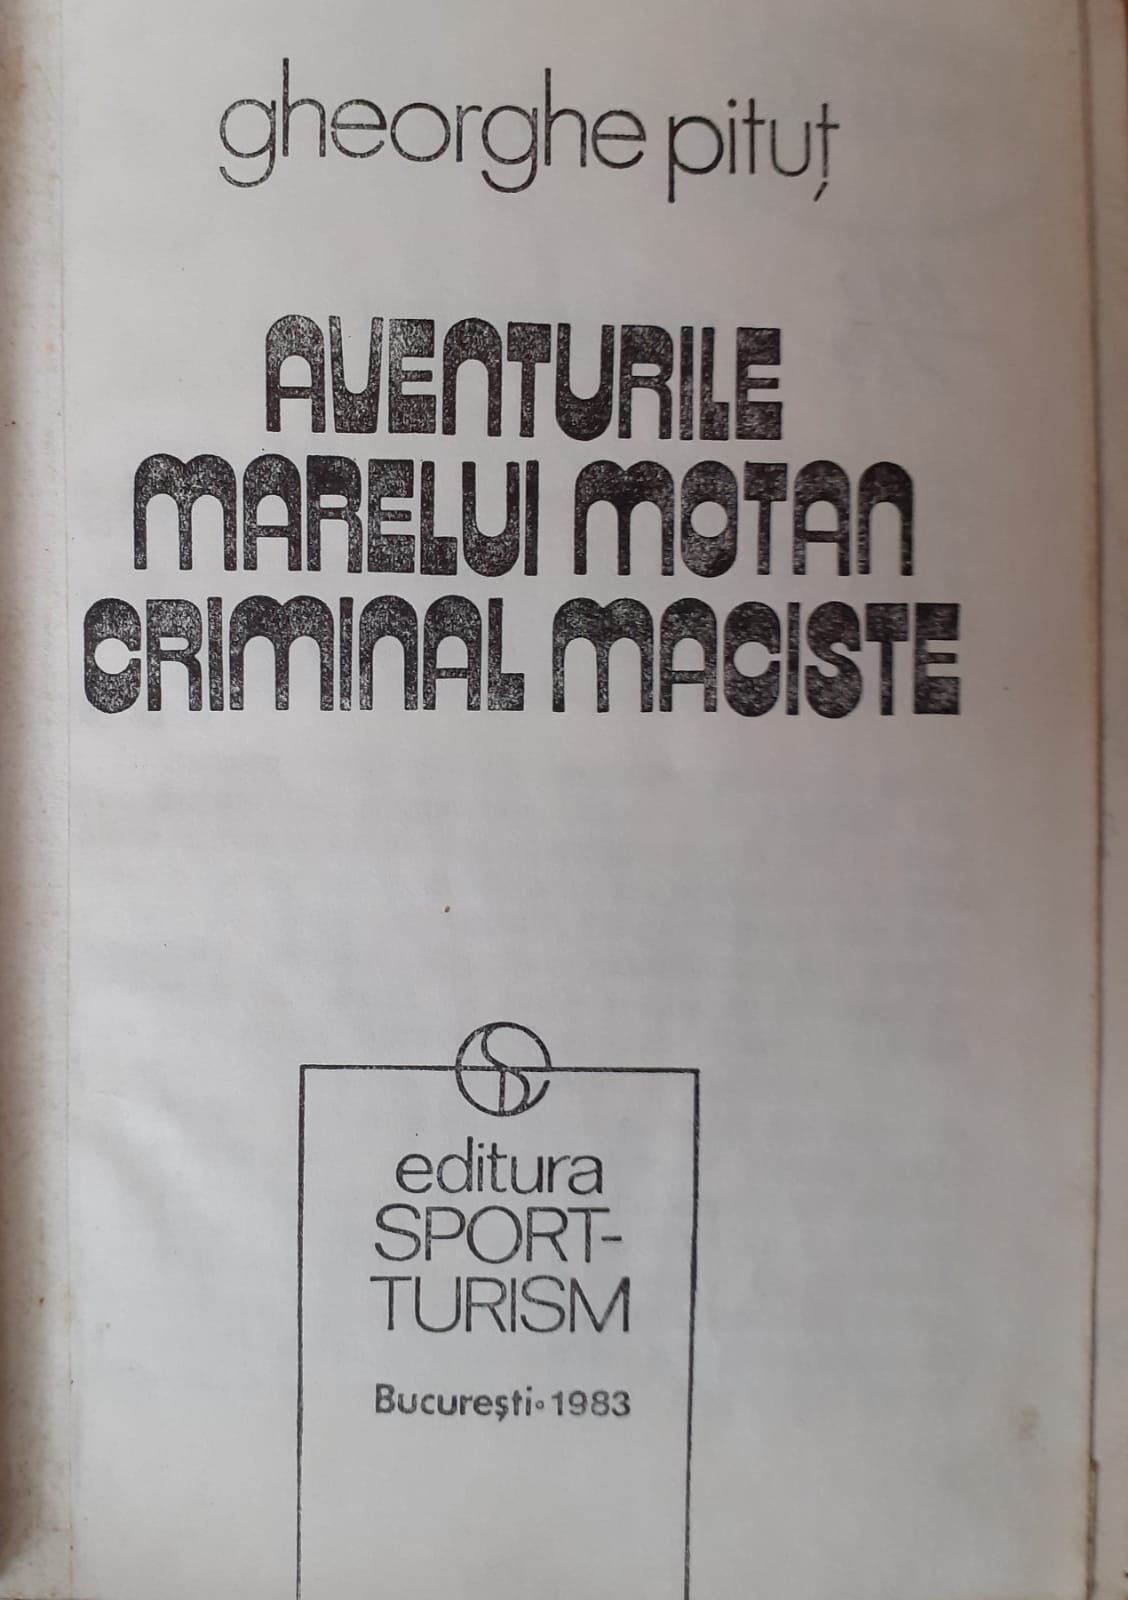 gheorghe pituț
AVENTURILE
MARELUI MOTAN
CRIMINAL MACISTE
editura
SPORT-
TURISM
București•1983